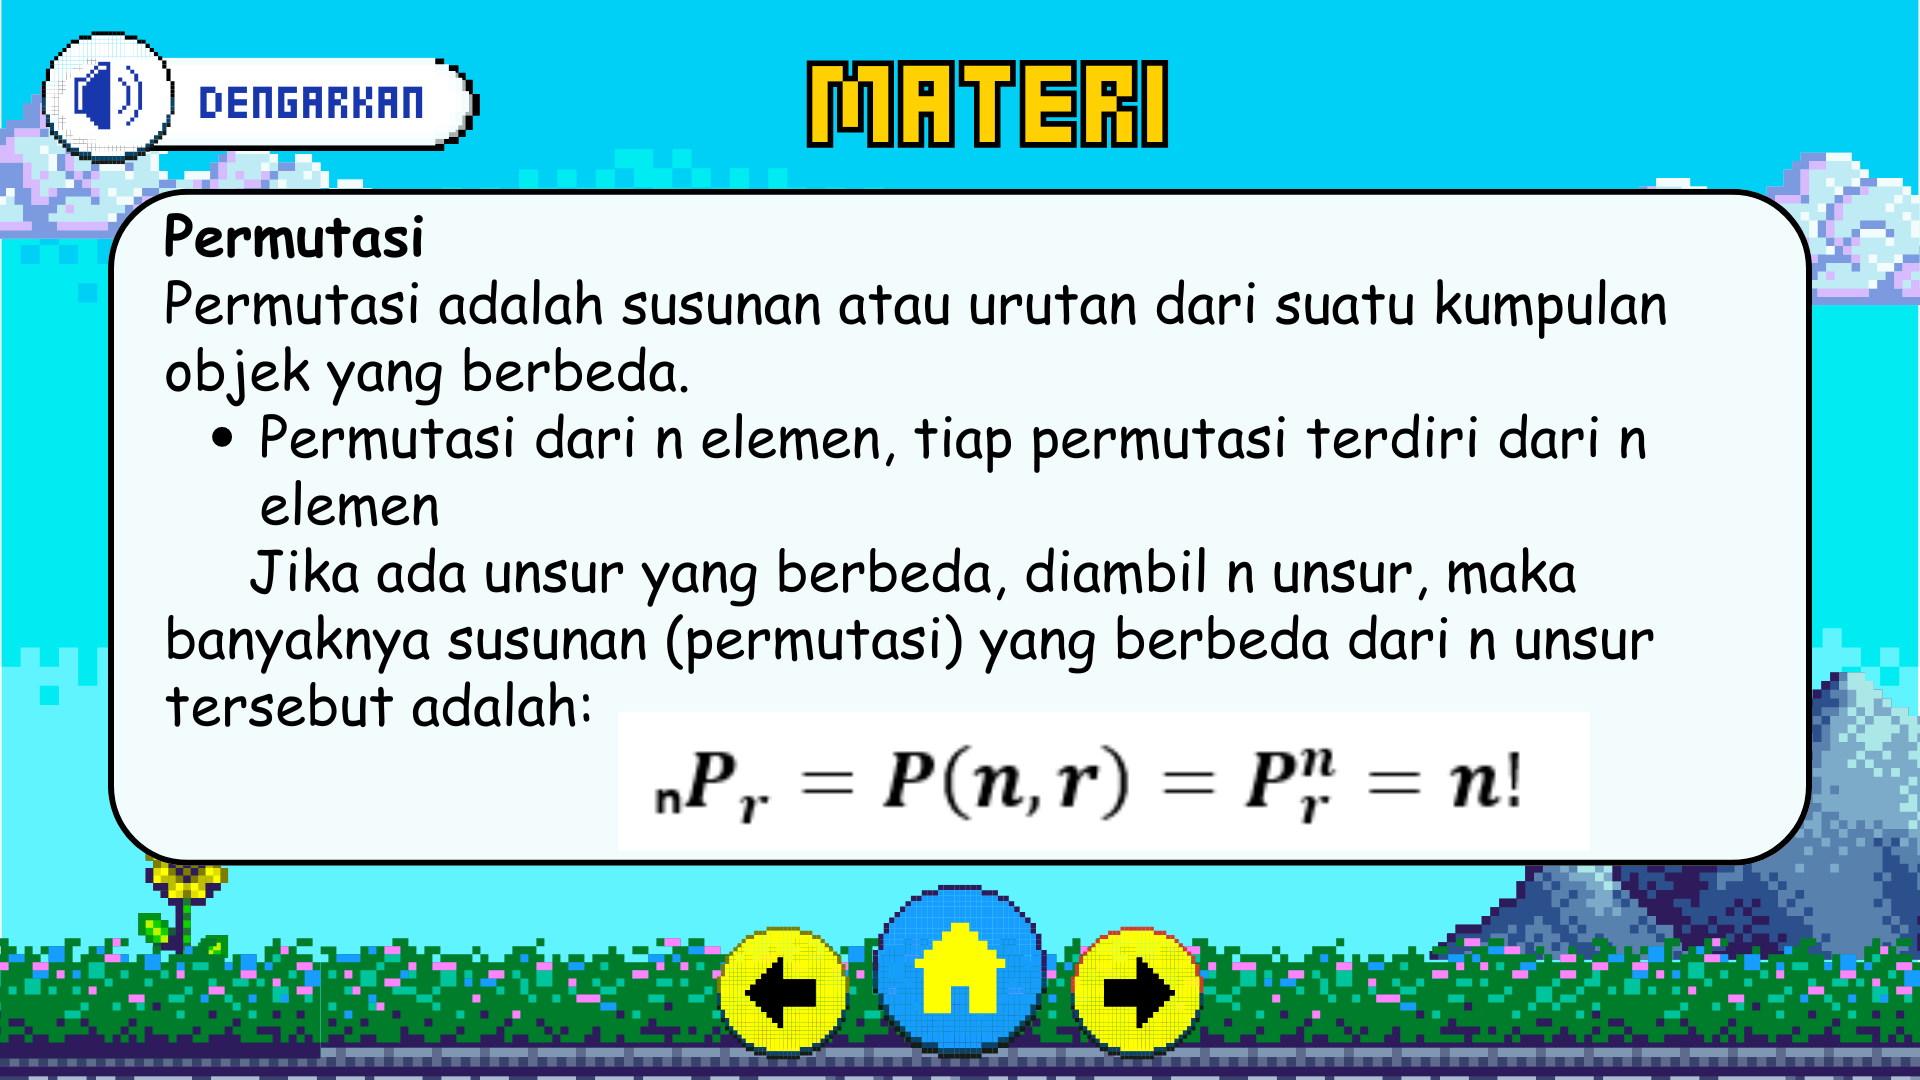 DENGARKAN
MATERI
Permutasi
Permutasi adalah susunan atau urutan dari suatu kumpulan
objek yang berbeda.
• Permutasi dari n elemen, tiap permutasi terdiri dari n
elemen
Jika ada unsur yang berbeda, diambil n unsur, maka
banyaknya susunan (permutasi) yang berbeda dari n unsur
tersebut adalah:
ₙPᵣ = P(n, r) = Pᵣⁿ = n!